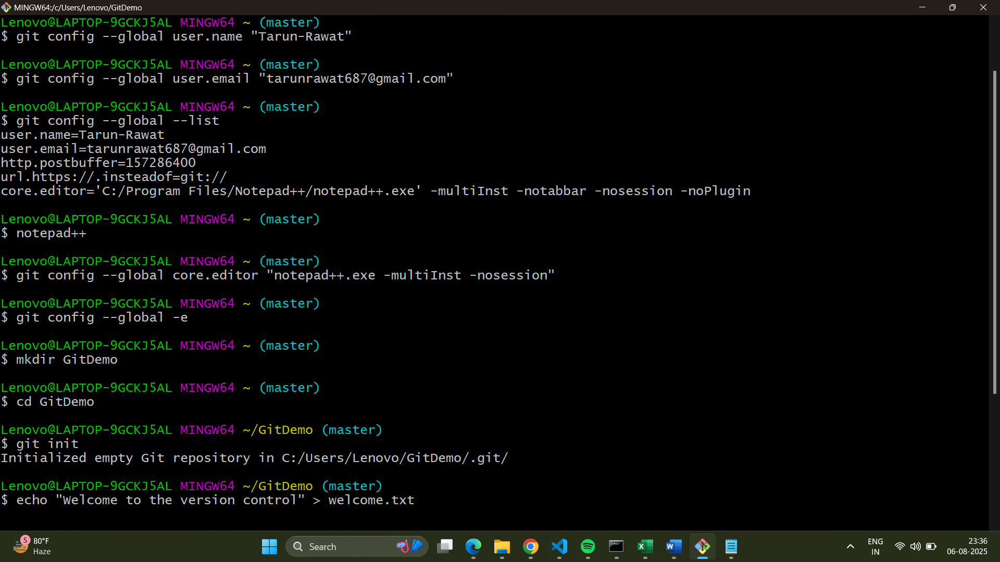 MINGW64:/c/Users/Lenovo/GitDemo
Lenovo@LAPTOP-9GCKJ5AL MINGW64 ~ (master)
$ git config --global user.name "Tarun-Rawat"
Lenovo@LAPTOP-9GCKJ5AL MINGW64 ~ (master)
$ git config --global user.email "tarunrawat687@gmail.com"
Lenovo@LAPTOP-9GCKJ5AL MINGW64 ~ (master)
$ git config --global --list
user.name=Tarun-Rawat
user.email=tarunrawat687@gmail.com
http.postbuffer=157286400
url.https://.insteadof=git://
core.editor='C:/Program Files/Notepad++/notepad++.exe' -multiInst -notabbar -nosession -noPlugin
Lenovo@LAPTOP-9GCKJ5AL MINGW64 ~ (master)
$ notepad++
Lenovo@LAPTOP-9GCKJ5AL MINGW64 ~ (master)
$ git config --global core.editor "notepad++.exe -multiInst -nosession"
Lenovo@LAPTOP-9GCKJ5AL MINGW64 ~ (master)
$ git config --global -e
Lenovo@LAPTOP-9GCKJ5AL MINGW64 ~ (master)
$ mkdir GitDemo
Lenovo@LAPTOP-9GCKJ5AL MINGW64 ~ (master)
$ cd GitDemo
Lenovo@LAPTOP-9GCKJ5AL MINGW64 ~/GitDemo (master)
$ git init
Initialized empty Git repository in C:/Users/Lenovo/GitDemo/.git/
Lenovo@LAPTOP-9GCKJ5AL MINGW64 ~/GitDemo (master)
$ echo "Welcome to the version control" > welcome.txt
5
80°F
Haze
Search
ENG
IN
23:36
06-08-2025